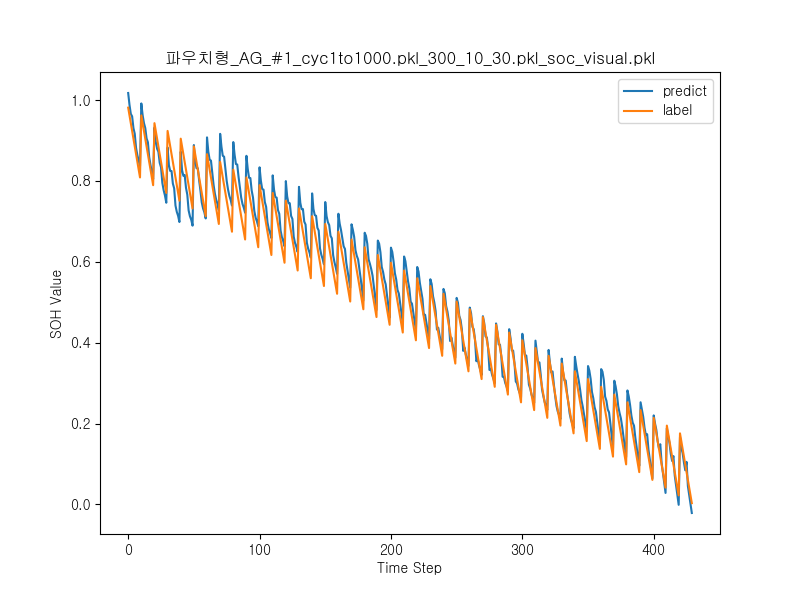 파우치형_AG_#1_cyc1to1000.pkl_300_10_30.pkl_soc_visual.pkl
predict
label
1.0
0.8
0.6
0.4
0.2
0.0
SOH Value
0 100 200 300 400
Time Step